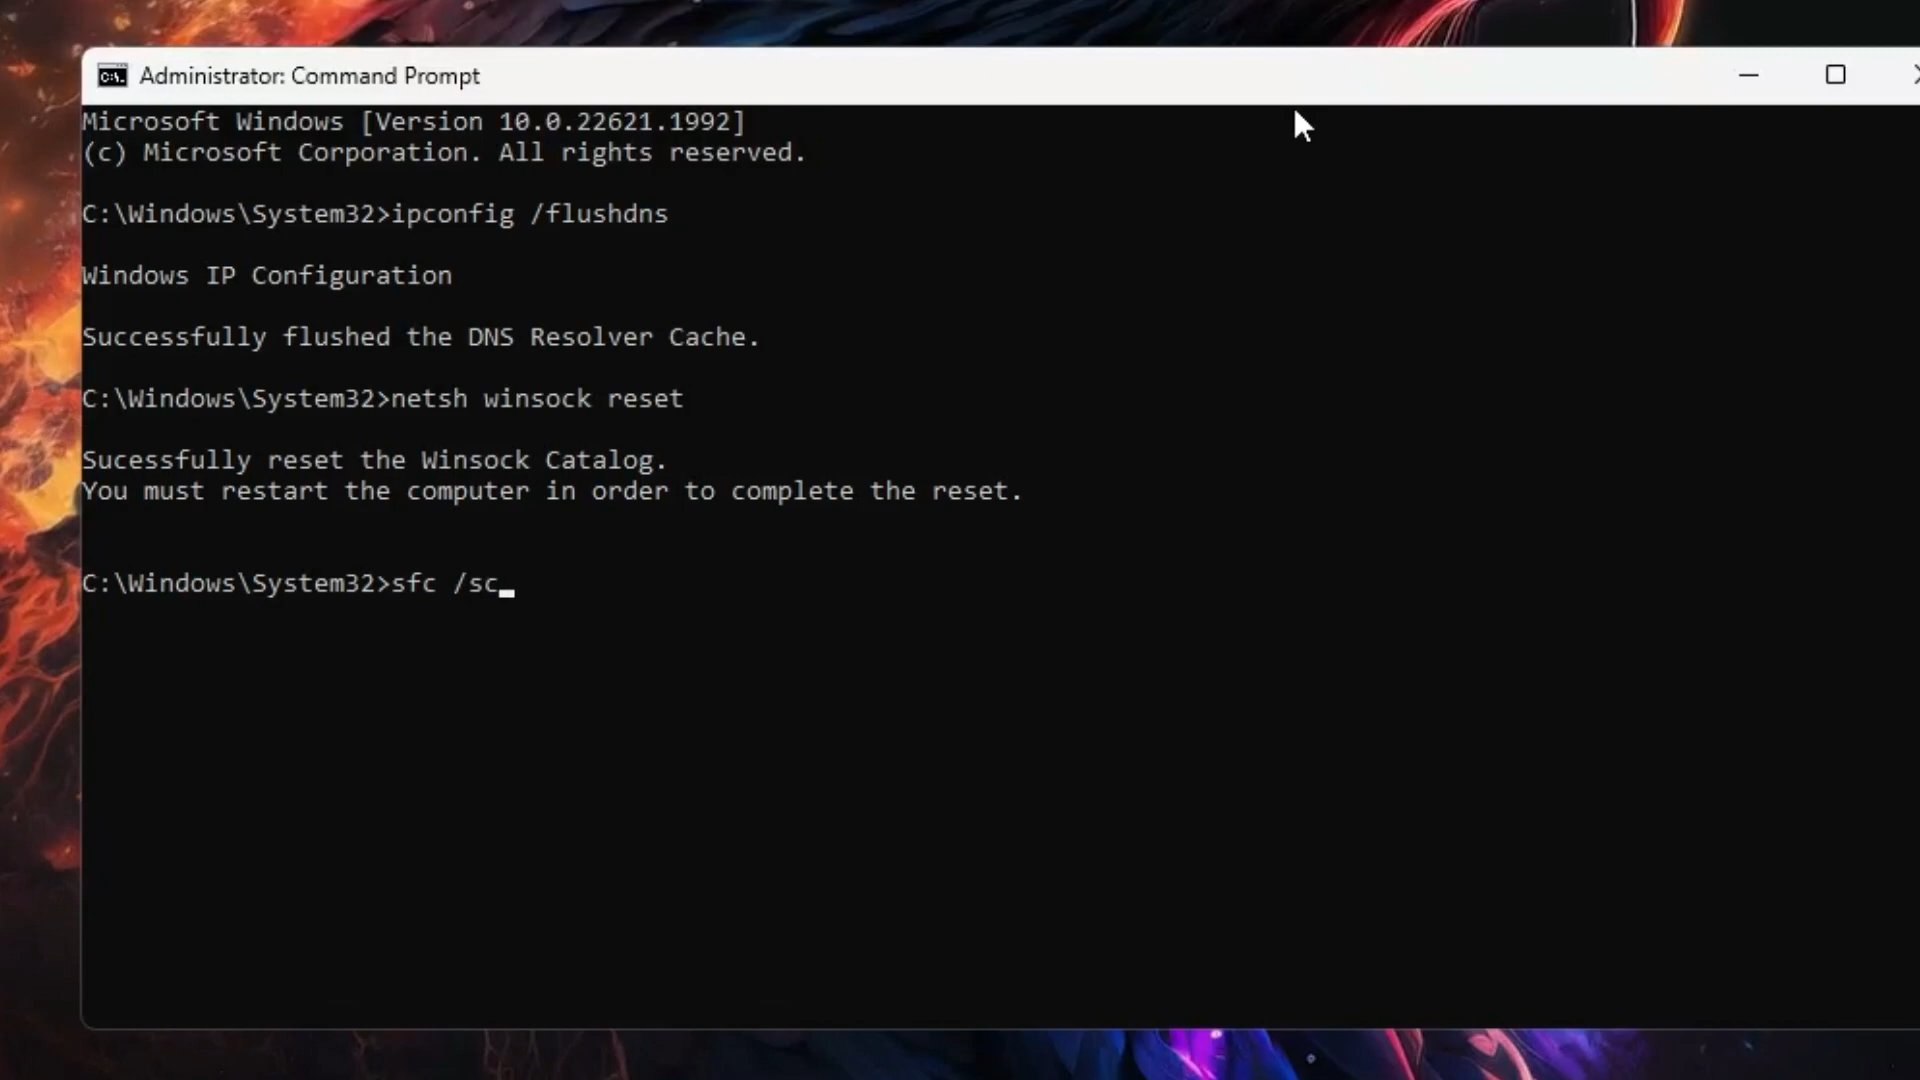 Administrator: Command Prompt
Microsoft Windows [Version 10.0.22621.1992]
(c) Microsoft Corporation. All rights reserved.
C:\Windows\System32>ipconfig /flushdns
Windows IP Configuration
Successfully flushed the DNS Resolver Cache.
C:\Windows\System32>netsh winsock reset
Sucessfully reset the Winsock Catalog.
You must restart the computer in order to complete the reset.
C:\Windows\System32>sfc /sc